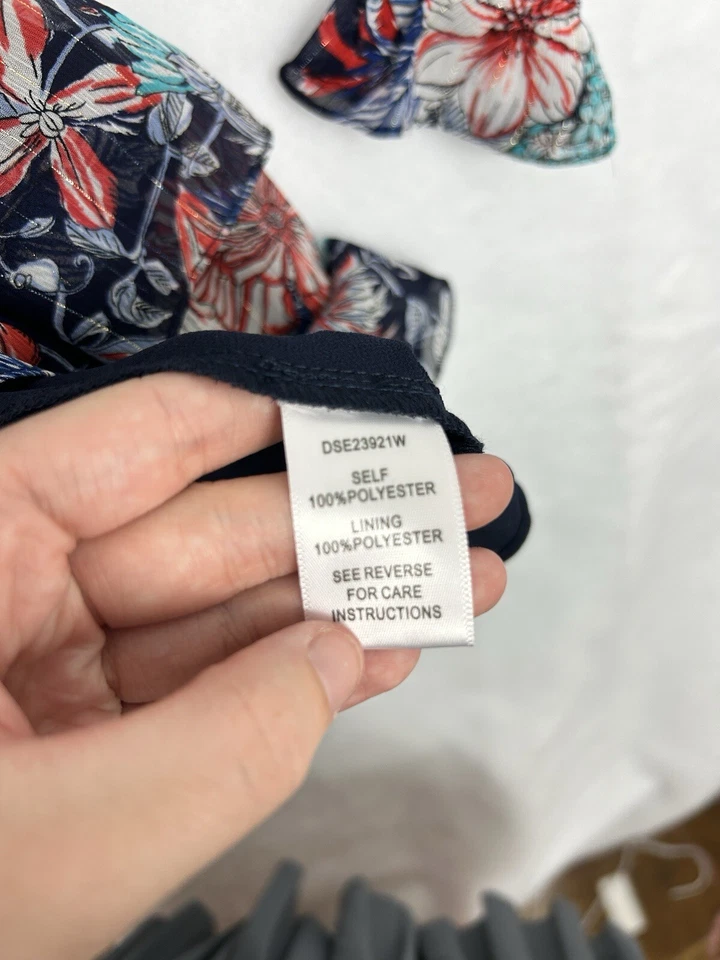 DSE23921W
SELF
100%POLYESTER
LINING
100%POLYESTER
SEE REVERSE
FOR CARE
INSTRUCTIONS